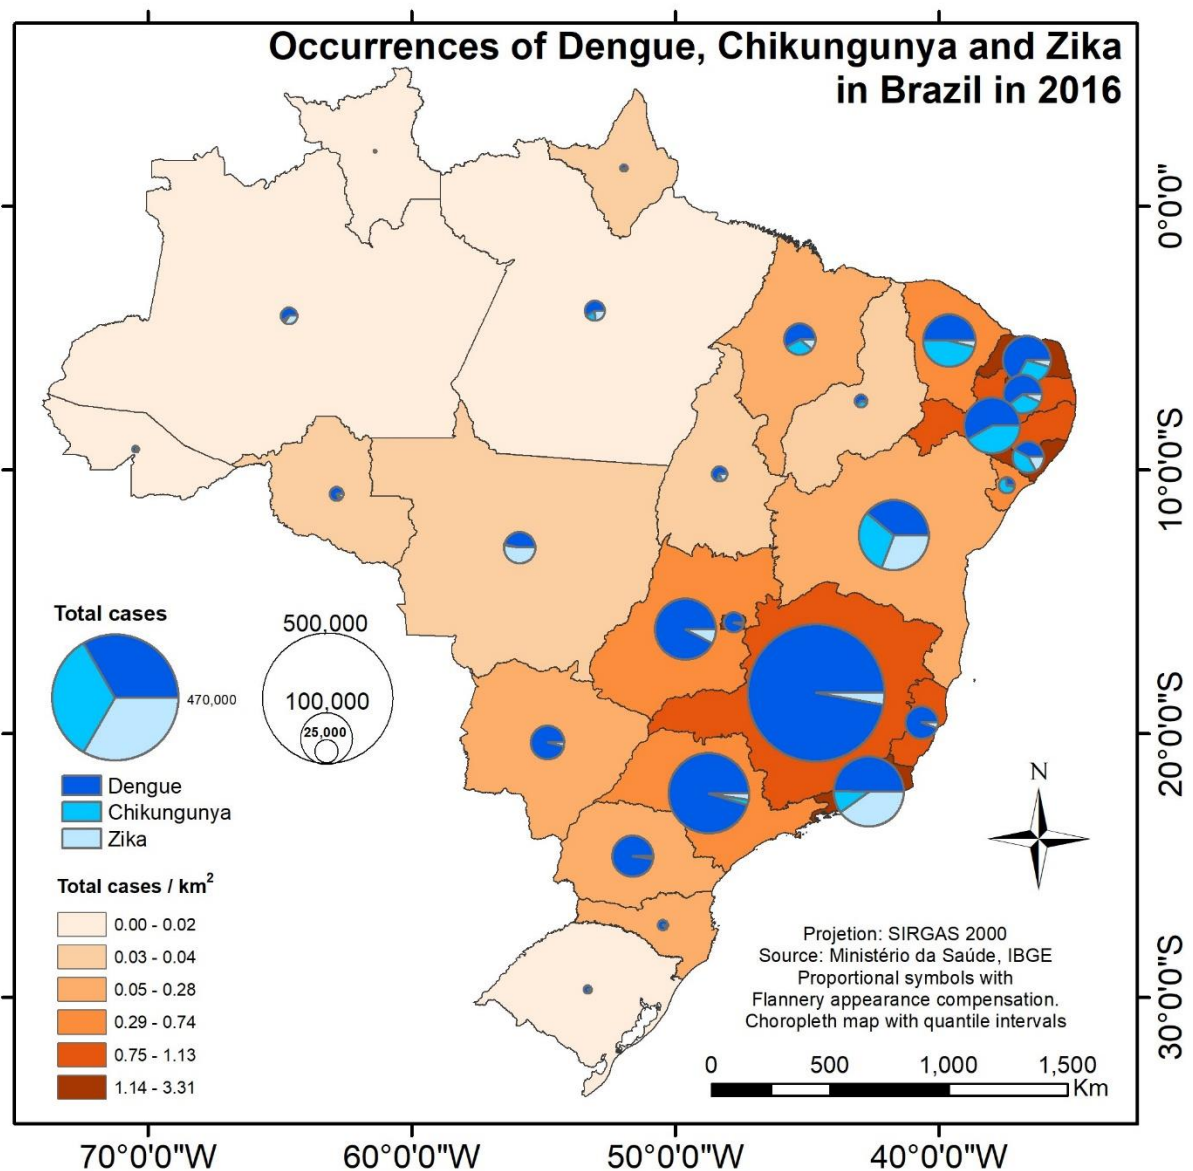 Occurrences of Dengue, Chikungunya and Zika
in Brazil in 2016
0°0'0"
10°0'0"S
20°0'0"S
30°0'0"S
Total cases
470,000
500,000
100,000
25,000
Dengue
Chikungunya
Zika
Total cases / km²
0.00 - 0.02
0.03 - 0.04
0.05 - 0.28
0.29 - 0.74
0.75 - 1.13
1.14 - 3.31
N
Projetion: SIRGAS 2000
Source: Ministério da Saúde, IBGE
Proportional symbols with
Flannery appearance compensation.
Choropleth map with quantile intervals
0 500 1,000 1,500
Km
70°0'0"W 60°0'0"W 50°0'0"W 40°0'0"W